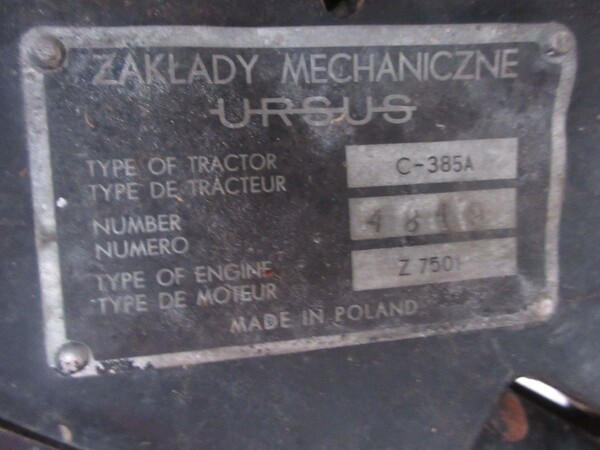 ZAKŁADY MECHANICZNE
URSUS
TYPE OF TRACTOR C-385A
TYPE DE TRACTEUR
NUMBER
NUMERO
TYPE OF ENGINE Z 7501
TYPE DE MOTEUR
MADE IN POLAND